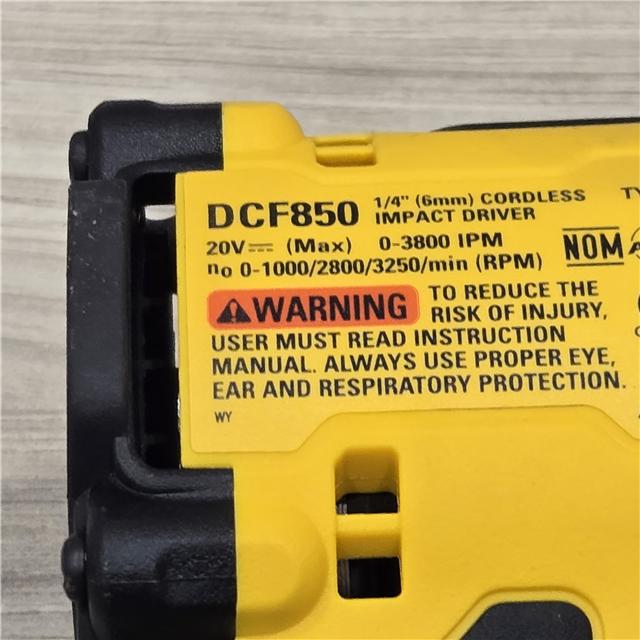 DCF850 1/4" (6mm) CORDLESS
IMPACT DRIVER
20V⎓ (Max) 0-3800 IPM
NOM
n₀ 0-1000/2800/3250/min (RPM)
⚠WARNING TO REDUCE THE
RISK OF INJURY,
USER MUST READ INSTRUCTION
MANUAL. ALWAYS USE PROPER EYE,
EAR AND RESPIRATORY PROTECTION.
WY